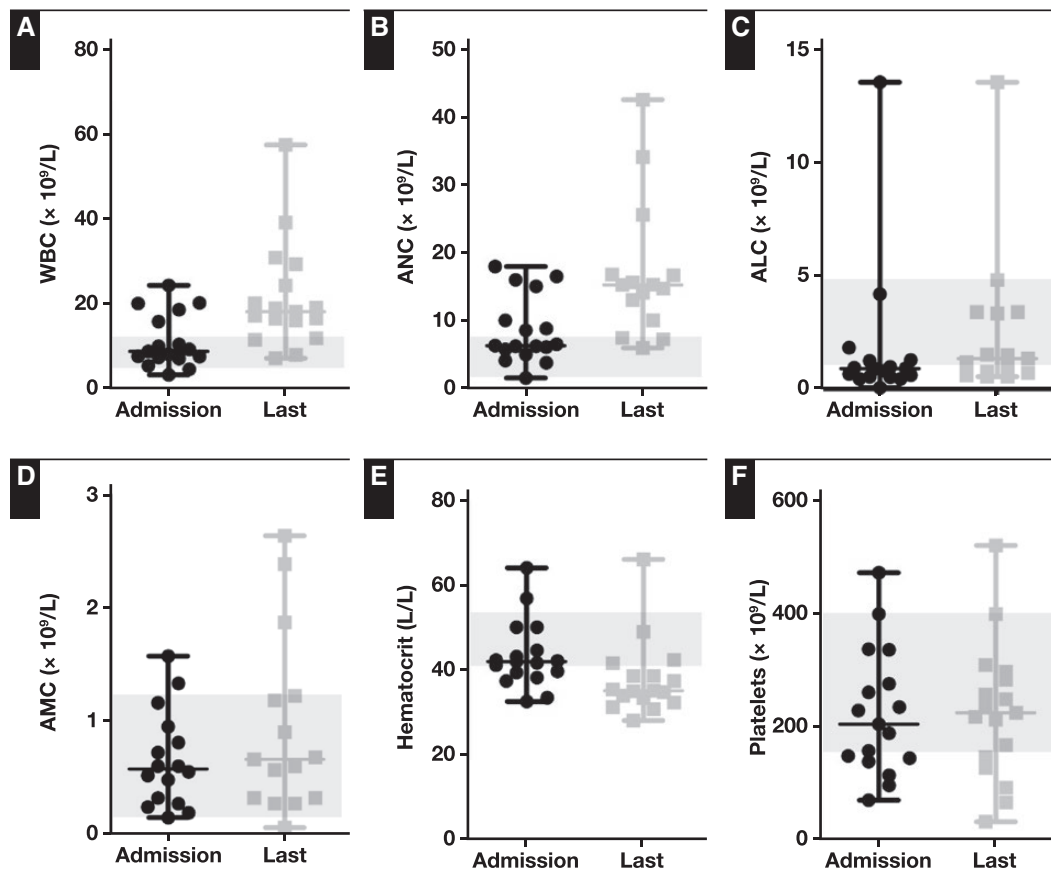 A
WBC (× 10⁹/L)
80
60
40
20
0
Admission
Last
B
ANC (× 10⁹/L)
50
40
30
20
10
0
Admission
Last
C
ALC (× 10⁹/L)
15
10
5
0
Admission
Last
D
AMC (× 10⁹/L)
3
2
1
0
Admission
Last
E
Hematocrit (L/L)
80
60
40
20
0
Admission
Last
F
Platelets (× 10⁹/L)
600
400
200
0
Admission
Last